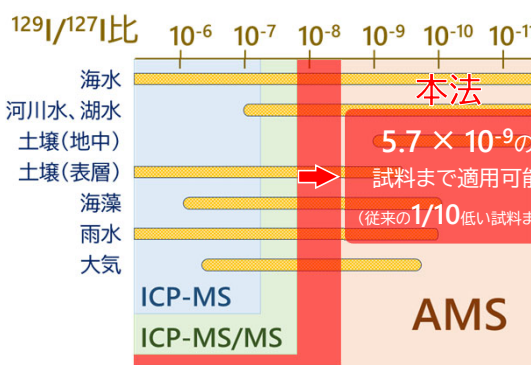 ¹²⁹I/¹²⁷I比 10⁻⁶ 10⁻⁷ 10⁻⁸ 10⁻⁹ 10⁻¹⁰ 10⁻¹¹
海水
本法
河川水、湖水
土壌(地中)
5.7 × 10⁻⁹の
土壌(表層)
試料まで適用可能
海藻
(従来の1/10低い試料ま
雨水
大気
ICP-MS
AMS
ICP-MS/MS